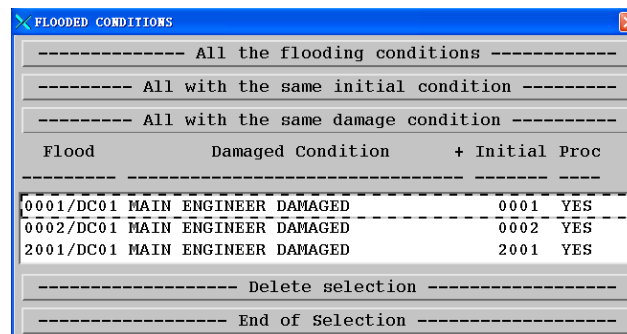 FLOODED CONDITIONS
-------------- All the flooding conditions ------------
--------- All with the same initial condition ---------
---------- All with the same damage condition ----------
Flood Damaged Condition + Initial Proc
--------- -------------------------------- ------- ----
0001/DC01 MAIN ENGINEER DAMAGED 0001 YES
0002/DC01 MAIN ENGINEER DAMAGED 0002 YES
2001/DC01 MAIN ENGINEER DAMAGED 2001 YES
-------------------- Delete selection ------------------
------------------- End of Selection -------------------